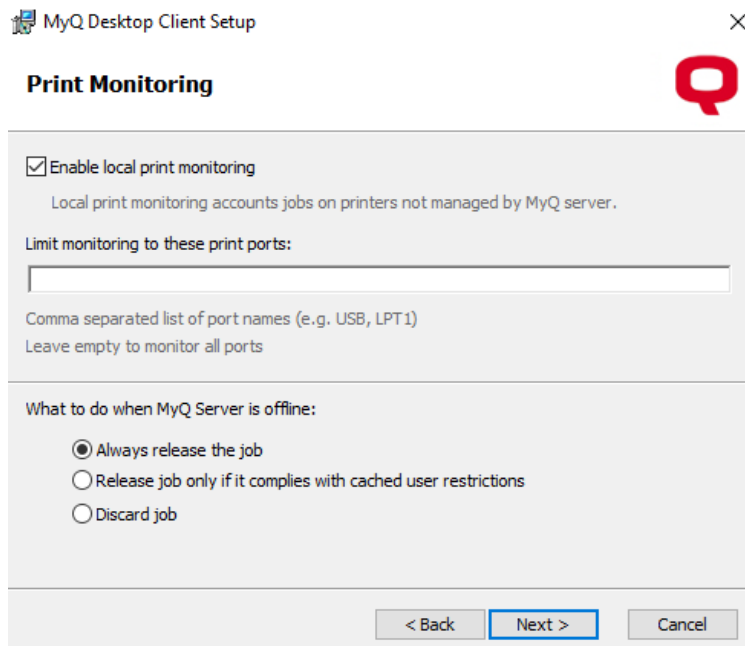 MyQ Desktop Client Setup
Print Monitoring
Enable local print monitoring
Local print monitoring accounts jobs on printers not managed by MyQ server.
Limit monitoring to these print ports:
Comma separated list of port names (e.g. USB, LPT1)
Leave empty to monitor all ports
What to do when MyQ Server is offline:
Always release the job
Release job only if it complies with cached user restrictions
Discard job
< Back Next > Cancel